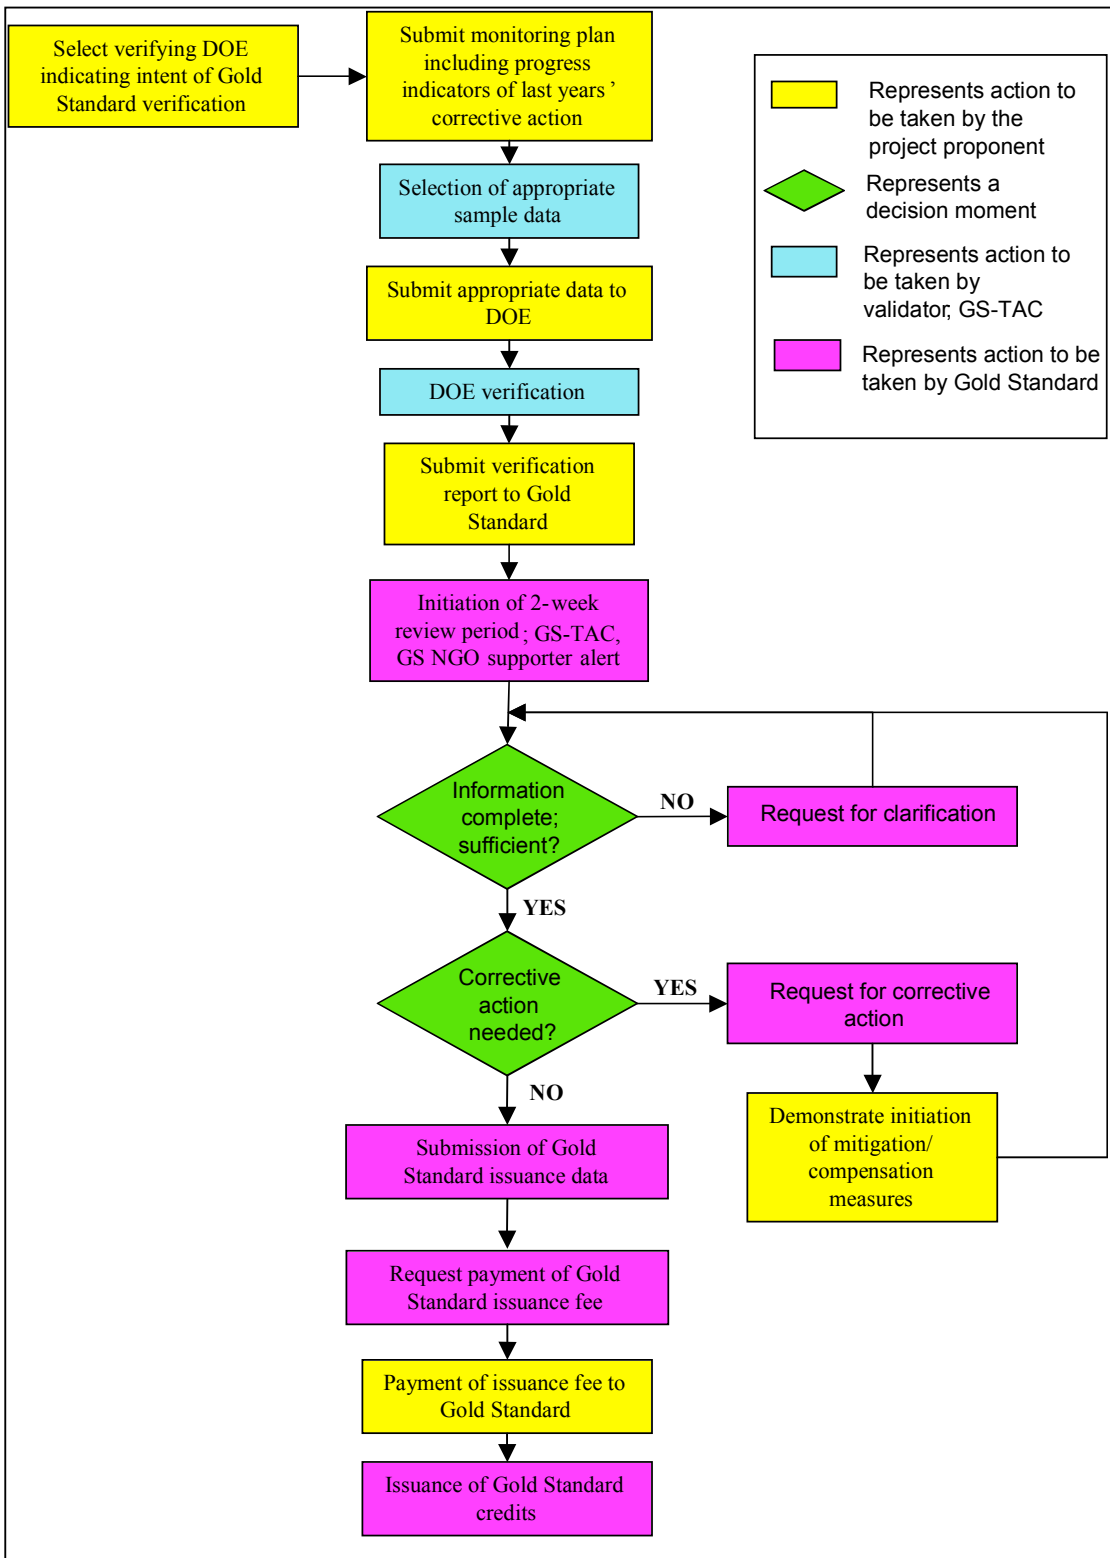 Select verifying DOE
indicating intent of Gold
Standard verification
Submit monitoring plan
including progress
indicators of last years’
corrective action
Selection of appropriate
sample data
Submit appropriate data to
DOE
DOE verification
Submit verification
report to Gold
Standard
Initiation of 2-week
review period; GS-TAC,
GS NGO supporter alert
Information
complete;
sufficient?
NO
Request for clarification
YES
Corrective
action
needed?
YES
Request for corrective
action
NO
Demonstrate initiation
of mitigation/
compensation
measures
Submission of Gold
Standard issuance data
Request payment of Gold
Standard issuance fee
Payment of issuance fee to
Gold Standard
Issuance of Gold Standard
credits
Represents action to
be taken by the
project proponent
Represents a
decision moment
Represents action to
be taken by
validator; GS-TAC
Represents action to be
taken by Gold Standard